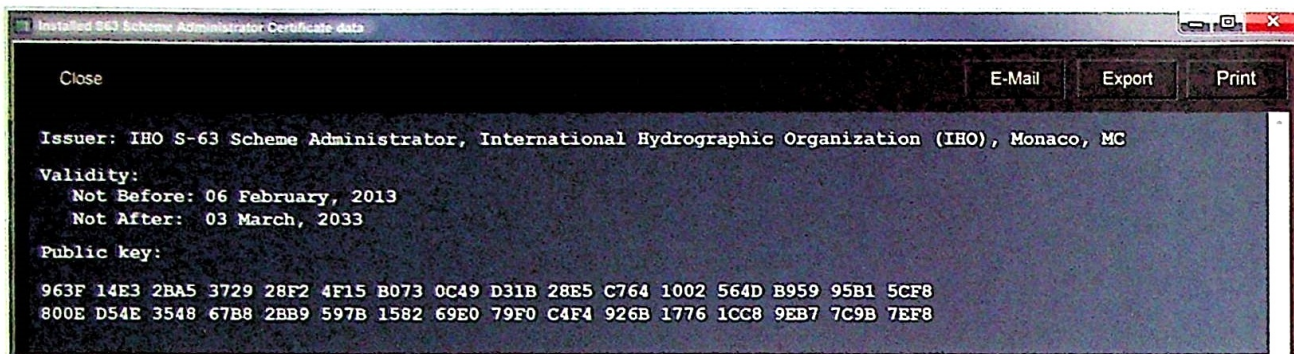 Installed S63 Scheme Administrator Certificate data
Close
E-Mail Export Print
Issuer: IHO S-63 Scheme Administrator, International Hydrographic Organization (IHO), Monaco, MC
Validity:
Not Before: 06 February, 2013
Not After: 03 March, 2033
Public key:
963F 14E3 2BA5 3729 28F2 4F15 B073 0C49 D31B 28E5 C764 1002 564D B959 95B1 5CF8
800E D54E 3548 67B8 2BB9 597B 1582 69E0 79F0 C4F4 926B 1776 1CC8 9EB7 7C9B 7EF8